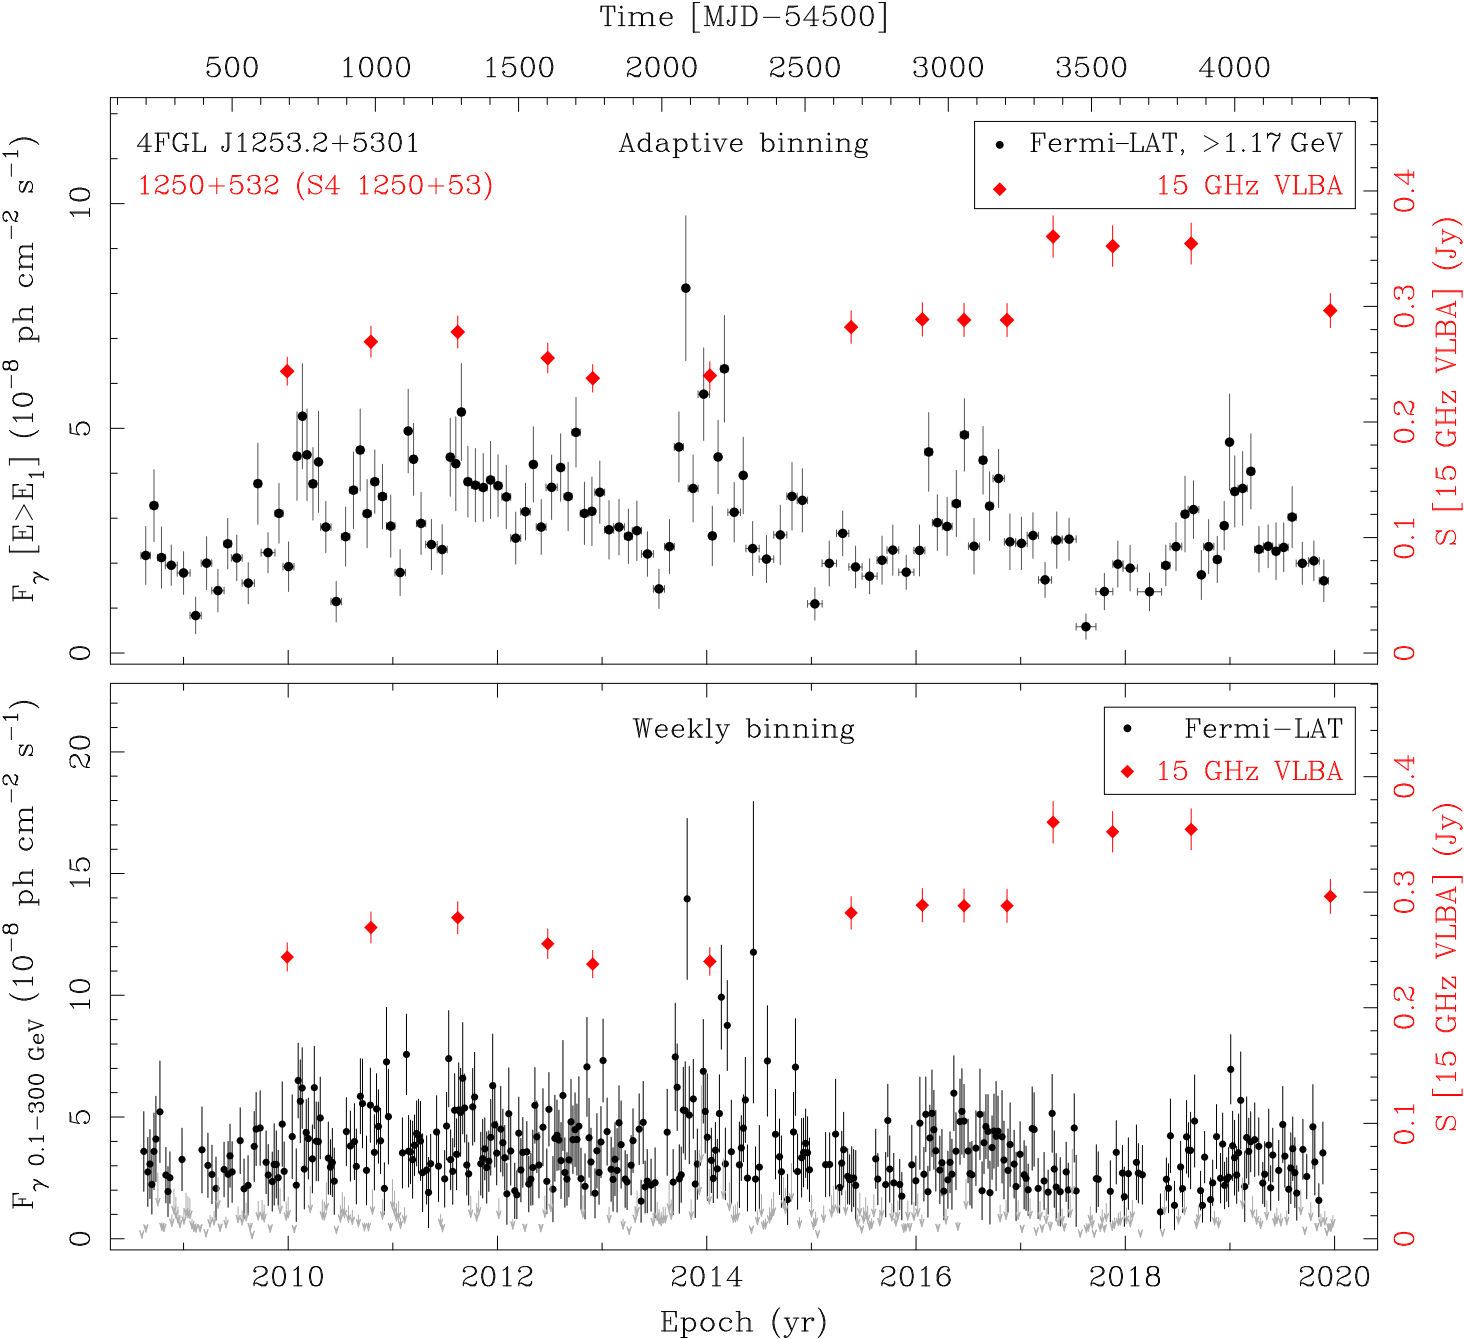 Time [MJD−54500]
500 1000 1500 2000 2500 3000 3500 4000
4FGL J1253.2+5301
1250+532 (S4 1250+53)
Adaptive binning
Fermi−LAT, >1.17 GeV
15 GHz VLBA
F γ [E>E1] (10−8 ph cm−2 s−1)
0 5 10
S [15 GHz VLBA] (Jy)
0 0.1 0.2 0.3 0.4
Weekly binning
Fermi−LAT
15 GHz VLBA
F γ 0.1−300 GeV (10−8 ph cm−2 s−1)
0 5 10 15 20
S [15 GHz VLBA] (Jy)
0 0.1 0.2 0.3 0.4
2010 2012 2014 2016 2018 2020
Epoch (yr)